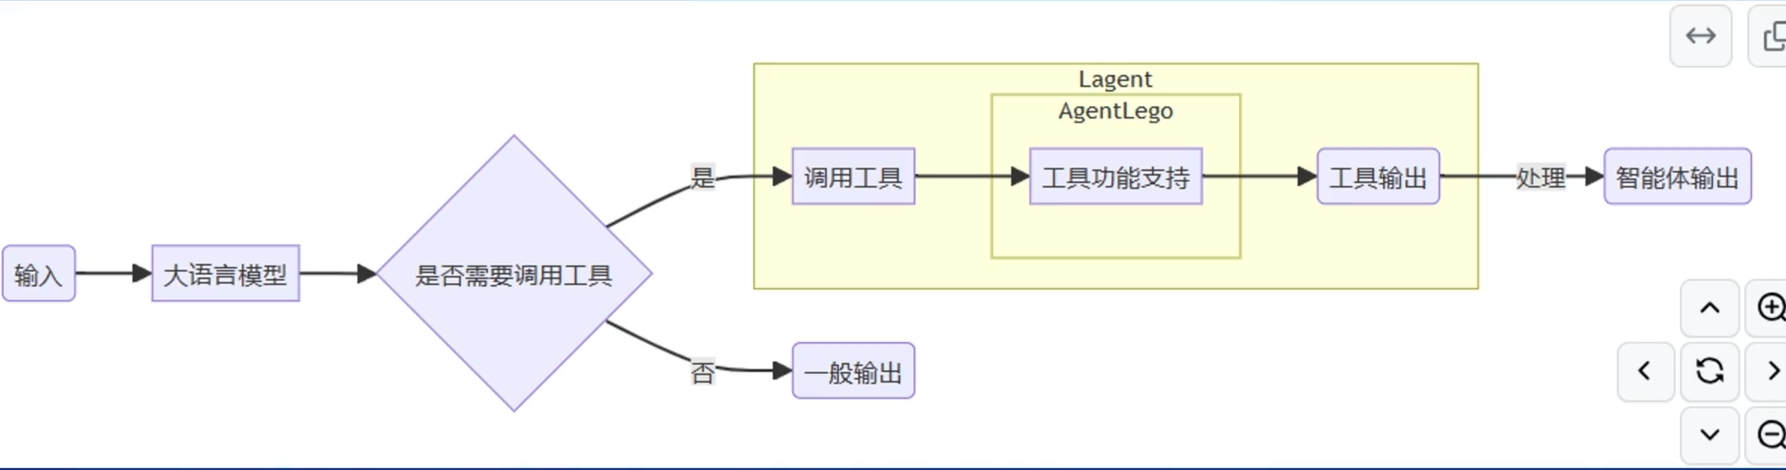 Lagent
AgentLego
是
调用工具
工具功能支持
工具输出
处理
智能体输出
输入
大语言模型
是否需要调用工具
否
一般输出